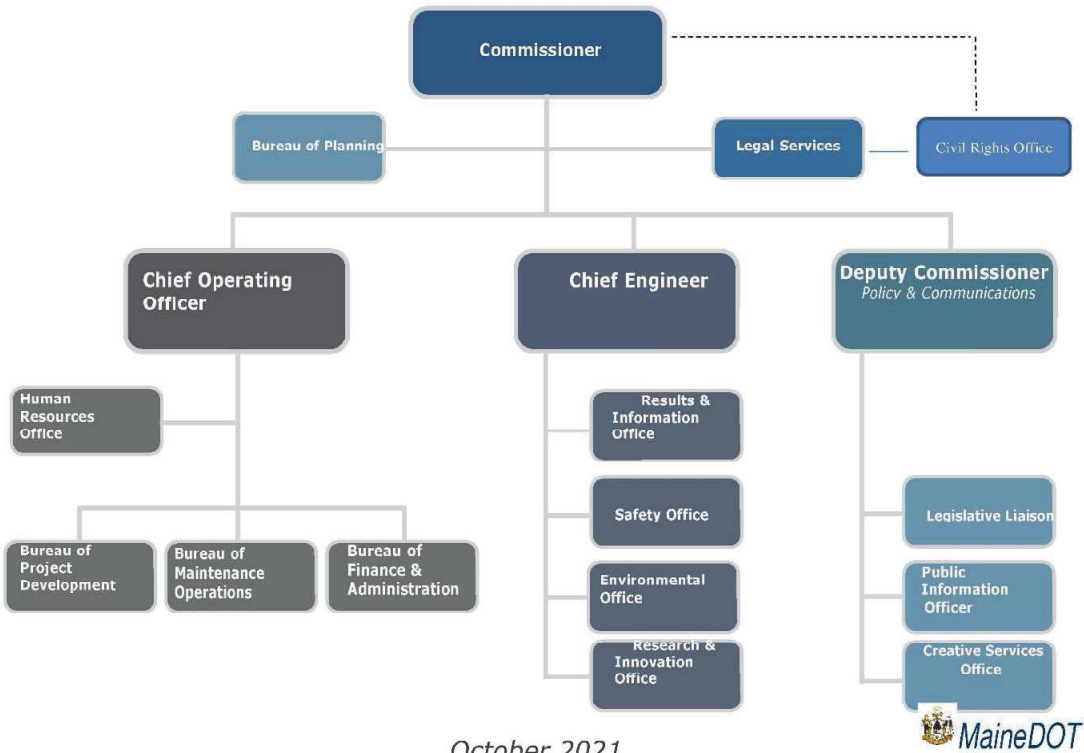 Commissioner
Bureau of Planning
Legal Services
Civil Rights Office
Chief Operating
Officer
Chief Engineer
Deputy Commissioner
Policy & Communications
Human
Resources
Office
Results &
Information
Office
Safety Office
Legislative Liaison
Bureau of
Project
Development
Bureau of
Maintenance
Operations
Bureau of
Finance &
Administration
Environmental
Office
Public
Information
Officer
Research &
Innovation
Office
Creative Services
Office
October 2021
MaineDOT